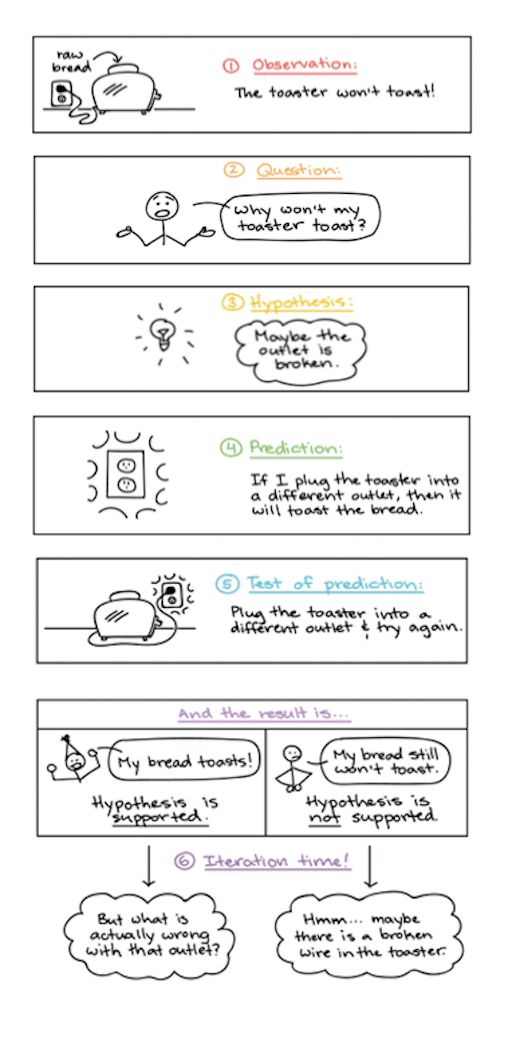 raw
bread
① Observation:
The toaster won't toast!
② Question:
Why won't my
toaster toast?
③ Hypothesis:
Maybe the
outlet is
broken.
④ Prediction:
If I plug the toaster into
a different outlet, then it
will toast the bread.
⑤ Test of prediction:
Plug the toaster into a
different outlet & try again.
And the result is...
My bread toasts!
Hypothesis is
supported.
My bread still
won't toast.
Hypothesis is
not supported.
⑥ Iteration time!
But what is
actually wrong
with that outlet?
Hmm... maybe
there is a broken
wire in the toaster.